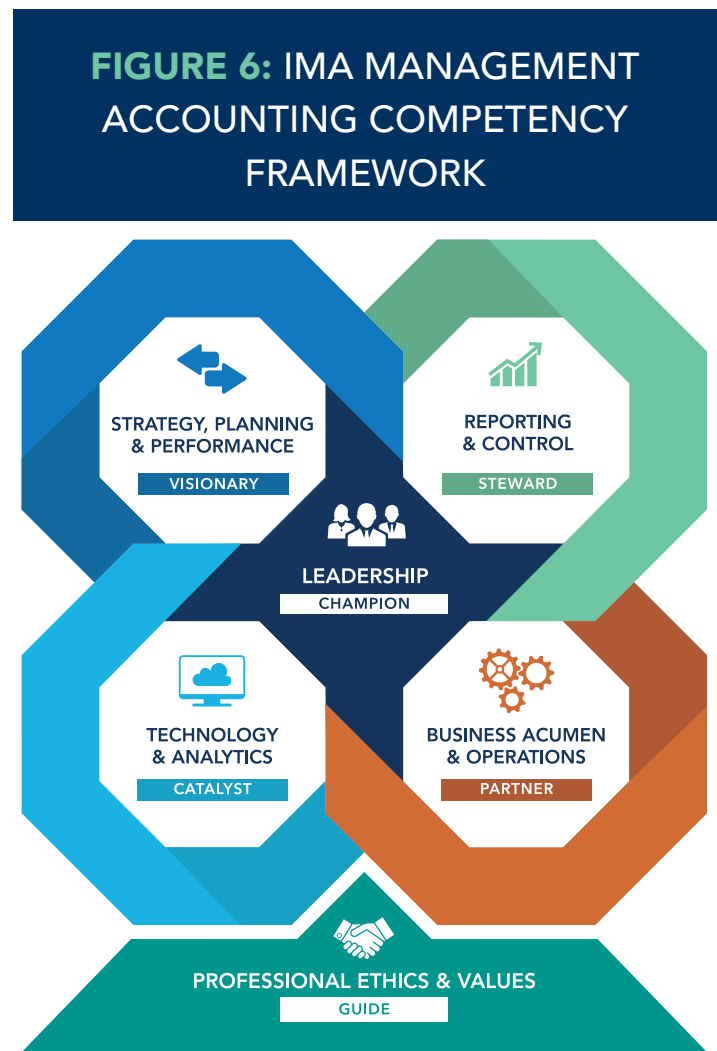 FIGURE 6: IMA MANAGEMENT
ACCOUNTING COMPETENCY
FRAMEWORK
STRATEGY, PLANNING
& PERFORMANCE
VISIONARY
REPORTING
& CONTROL
STEWARD
LEADERSHIP
CHAMPION
TECHNOLOGY
& ANALYTICS
CATALYST
BUSINESS ACUMEN
& OPERATIONS
PARTNER
PROFESSIONAL ETHICS & VALUES
GUIDE